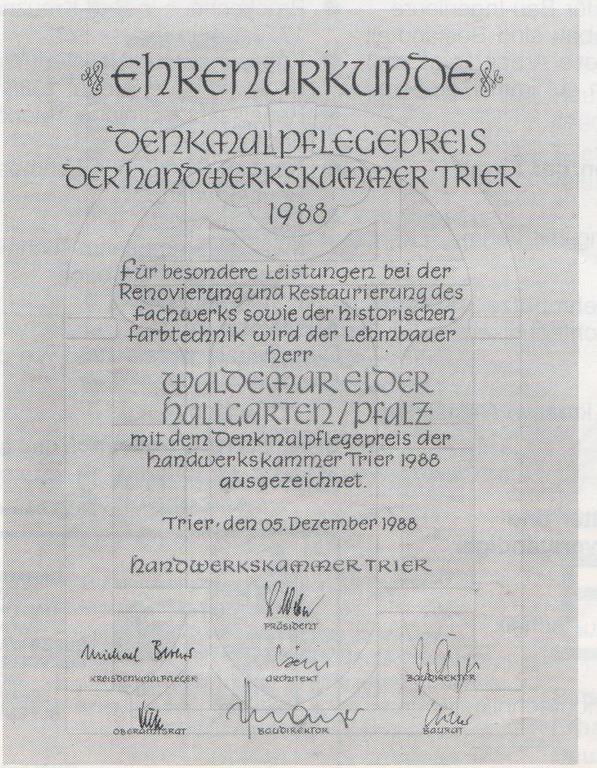 EHRENURKUNDE
DENKMALPFLEGEPREIS
DER HANDWERKSKAMMER TRIER
1988
Für besondere Leistungen bei der
Renovierung und Restaurierung des
Fachwerks sowie der historischen
Farbtechnik wird der Lehmbauer
Herr
WALDEMAR EIDER
HALLGARTEN/PFALZ
mit dem Denkmalpflegepreis der
Handwerkskammer Trier 1988
ausgezeichnet.
Trier, den 05. Dezember 1988
HANDWERKSKAMMER TRIER
PRÄSIDENT
Michael
KREISDENKMALPFLEGER ARCHITEKT BAUDIREKTOR
OBERAMTSRAT BAUDIREKTOR BAURAT